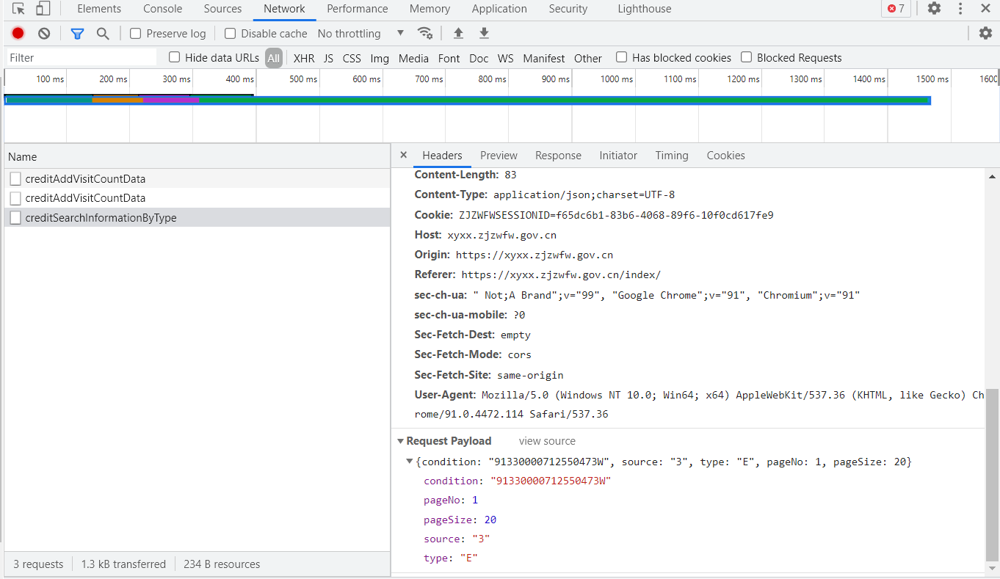 Elements Console Sources Network Performance Memory Application Security Lighthouse 7
Preserve log Disable cache No throttling
Filter Hide data URLs All XHR JS CSS Img Media Font Doc WS Manifest Other Has blocked cookies Blocked Requests
100 ms 200 ms 300 ms 400 ms 500 ms 600 ms 700 ms 800 ms 900 ms 1000 ms 1100 ms 1200 ms 1300 ms 1400 ms 1500 ms 1600
Name
creditAddVisitCountData
creditAddVisitCountData
creditSearchInformationByType
3 requests 1.3 kB transferred 234 B resources
× Headers Preview Response Initiator Timing Cookies
Content-Length: 83
Content-Type: application/json;charset=UTF-8
Cookie: ZJZWFWSESSIONID=f65dc6b1-83b6-4068-89f6-10f0cd617fe9
Host: xyxx.zjzwfw.gov.cn
Origin: https://xyxx.zjzwfw.gov.cn
Referer: https://xyxx.zjzwfw.gov.cn/index/
sec-ch-ua: " Not;A Brand";v="99", "Google Chrome";v="91", "Chromium";v="91"
sec-ch-ua-mobile: ?0
Sec-Fetch-Dest: empty
Sec-Fetch-Mode: cors
Sec-Fetch-Site: same-origin
User-Agent: Mozilla/5.0 (Windows NT 10.0; Win64; x64) AppleWebKit/537.36 (KHTML, like Gecko) Ch
rome/91.0.4472.114 Safari/537.36
Request Payload view source
{condition: "91330000712550473W", source: "3", type: "E", pageNo: 1, pageSize: 20}
condition: "91330000712550473W"
pageNo: 1
pageSize: 20
source: "3"
type: "E"